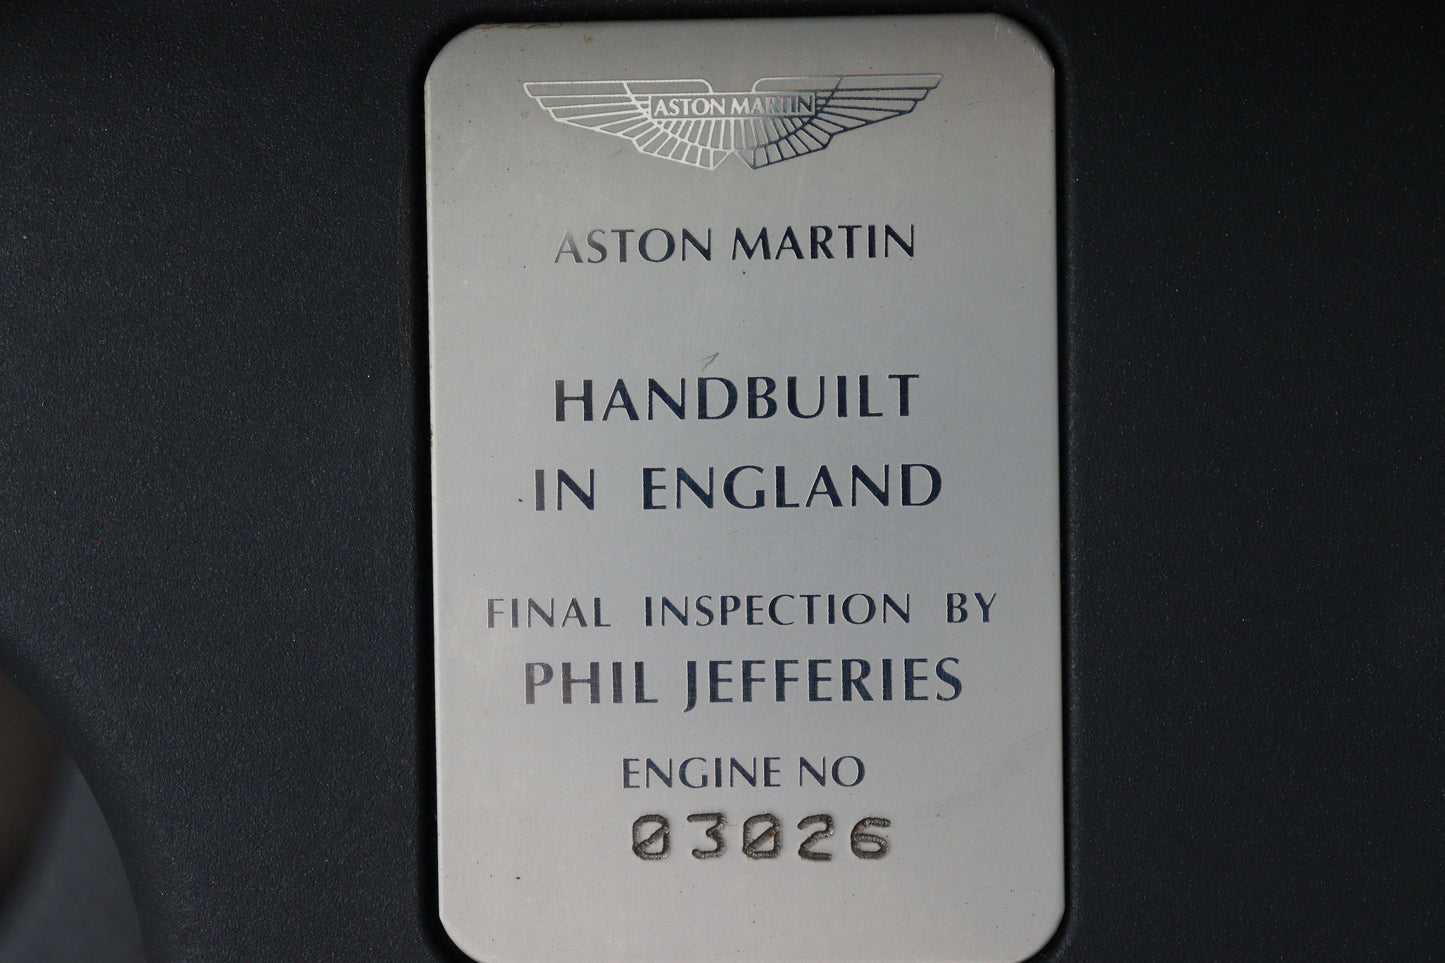 ASTON MARTIN
ASTON MARTIN
HANDBUILT
IN ENGLAND
FINAL INSPECTION BY
PHIL JEFFERIES
ENGINE NO
03026